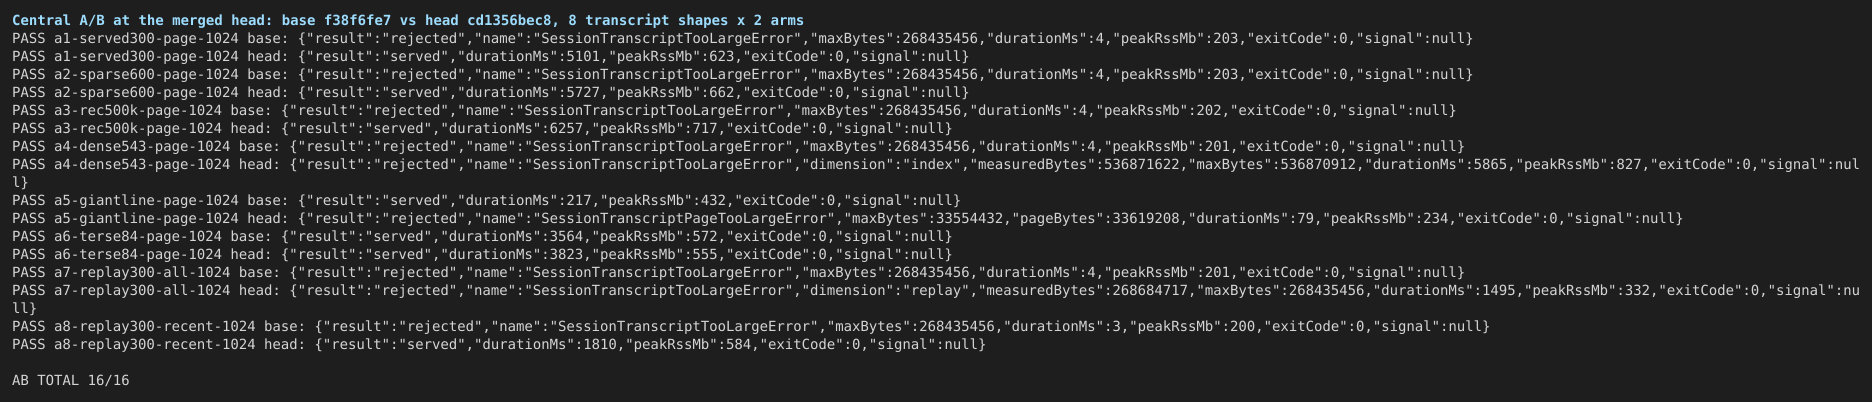 Central A/B at the merged head: base f38f6fe7 vs head cd1356bec8, 8 transcript shapes x 2 arms
PASS a1-served300-page-1024 base: {"result":"rejected","name":"SessionTranscriptTooLargeError","maxBytes":268435456,"durationMs":4,"peakRssMb":203,"exitCode":0,"signal":null}
PASS a1-served300-page-1024 head: {"result":"served","durationMs":5101,"peakRssMb":623,"exitCode":0,"signal":null}
PASS a2-sparse600-page-1024 base: {"result":"rejected","name":"SessionTranscriptTooLargeError","maxBytes":268435456,"durationMs":4,"peakRssMb":203,"exitCode":0,"signal":null}
PASS a2-sparse600-page-1024 head: {"result":"served","durationMs":5727,"peakRssMb":662,"exitCode":0,"signal":null}
PASS a3-rec500k-page-1024 base: {"result":"rejected","name":"SessionTranscriptTooLargeError","maxBytes":268435456,"durationMs":4,"peakRssMb":202,"exitCode":0,"signal":null}
PASS a3-rec500k-page-1024 head: {"result":"served","durationMs":6257,"peakRssMb":717,"exitCode":0,"signal":null}
PASS a4-dense543-page-1024 base: {"result":"rejected","name":"SessionTranscriptTooLargeError","maxBytes":268435456,"durationMs":4,"peakRssMb":201,"exitCode":0,"signal":null}
PASS a4-dense543-page-1024 head: {"result":"rejected","name":"SessionTranscriptTooLargeError","dimension":"index","measuredBytes":536871622,"maxBytes":536870912,"durationMs":5865,"peakRssMb":827,"exitCode":0,"signal":nul
l}
PASS a5-giantline-page-1024 base: {"result":"served","durationMs":217,"peakRssMb":432,"exitCode":0,"signal":null}
PASS a5-giantline-page-1024 head: {"result":"rejected","name":"SessionTranscriptPageTooLargeError","maxBytes":33554432,"pageBytes":33619208,"durationMs":79,"peakRssMb":234,"exitCode":0,"signal":null}
PASS a6-terse84-page-1024 base: {"result":"served","durationMs":3564,"peakRssMb":572,"exitCode":0,"signal":null}
PASS a6-terse84-page-1024 head: {"result":"served","durationMs":3823,"peakRssMb":555,"exitCode":0,"signal":null}
PASS a7-replay300-all-1024 base: {"result":"rejected","name":"SessionTranscriptTooLargeError","maxBytes":268435456,"durationMs":4,"peakRssMb":201,"exitCode":0,"signal":null}
PASS a7-replay300-all-1024 head: {"result":"rejected","name":"SessionTranscriptTooLargeError","dimension":"replay","measuredBytes":268684717,"maxBytes":268435456,"durationMs":1495,"peakRssMb":332,"exitCode":0,"signal":nu
ll}
PASS a8-replay300-recent-1024 base: {"result":"rejected","name":"SessionTranscriptTooLargeError","maxBytes":268435456,"durationMs":3,"peakRssMb":200,"exitCode":0,"signal":null}
PASS a8-replay300-recent-1024 head: {"result":"served","durationMs":1810,"peakRssMb":584,"exitCode":0,"signal":null}
AB TOTAL 16/16